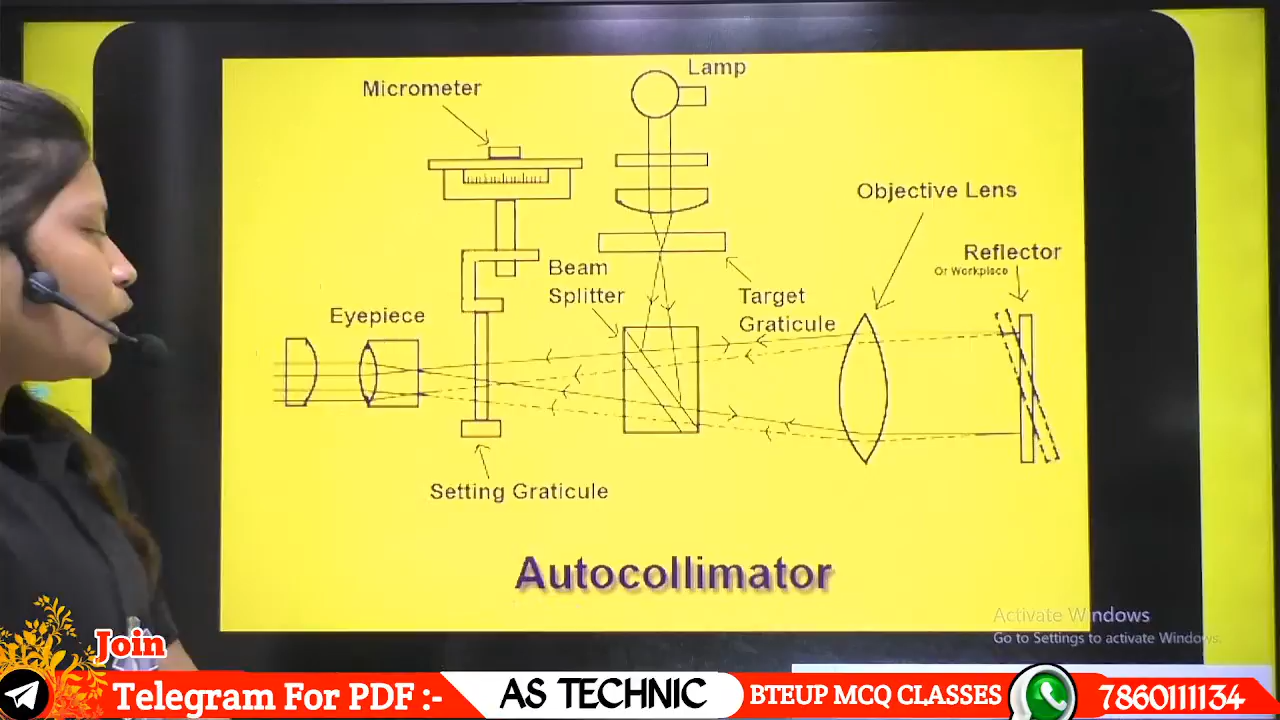 Lamp
Micrometer
Objective Lens
Reflector
Or Workpiece
Beam
Splitter
Target
Graticule
Eyepiece
Setting Graticule
Autocollimator
Activate Windows
Go to Settings to activate Windows.
Join
Telegram For PDF :-
AS TECHNIC
BTEUP MCQ CLASSES
7860111134